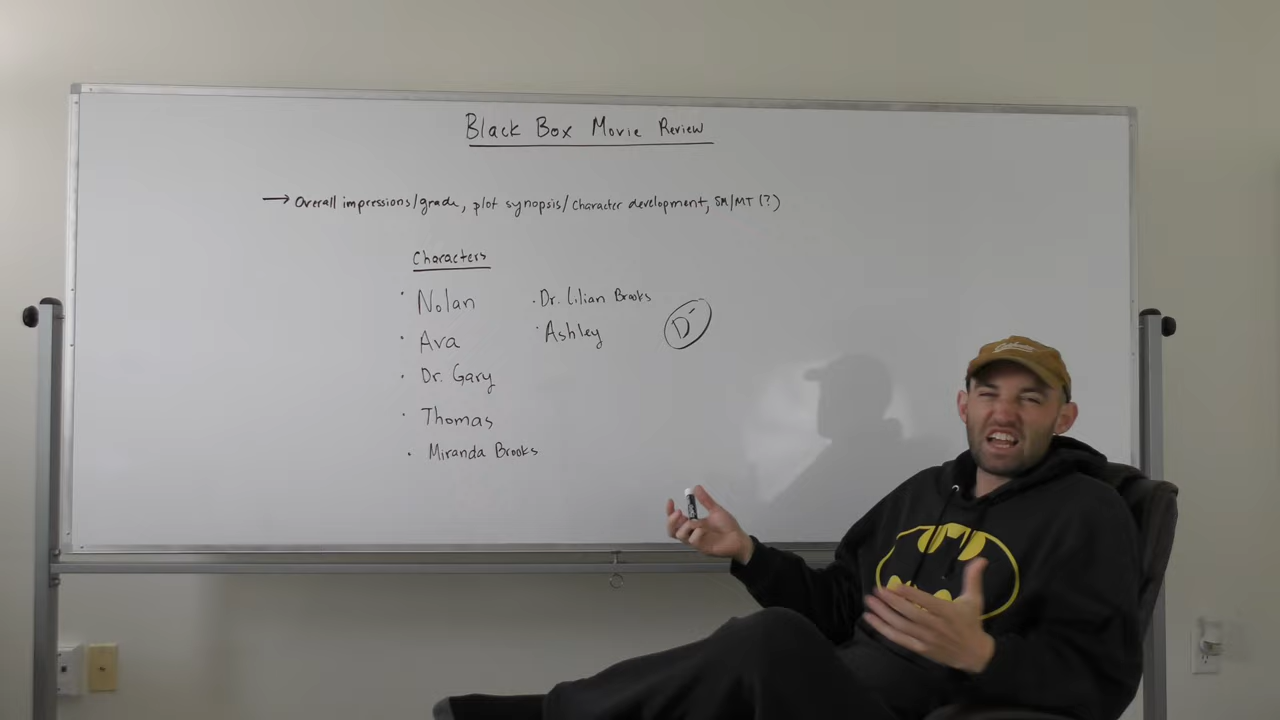 Black Box Movie Review
→ Overall impressions/grade, plot synopsis/character development, SM/MT (?)
Characters
· Nolan
· Ava
· Dr. Gary
· Thomas
· Miranda Brooks
· Dr. Lilian Brooks
· Ashley
D-